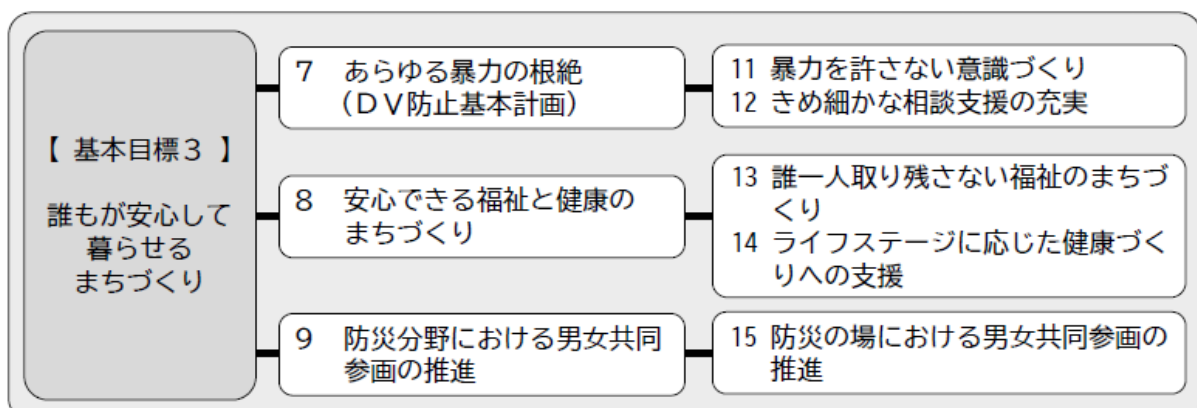 【 基本目標３ 】
誰もが安心して
暮らせる
まちづくり
７ あらゆる暴力の根絶
（ＤＶ防止基本計画）
11 暴力を許さない意識づくり
12 きめ細かな相談支援の充実
８ 安心できる福祉と健康の
まちづくり
13 誰一人取り残さない福祉のまちづ
くり
14 ライフステージに応じた健康づく
りへの支援
９ 防災分野における男女共同
参画の推進
15 防災の場における男女共同参画の
推進